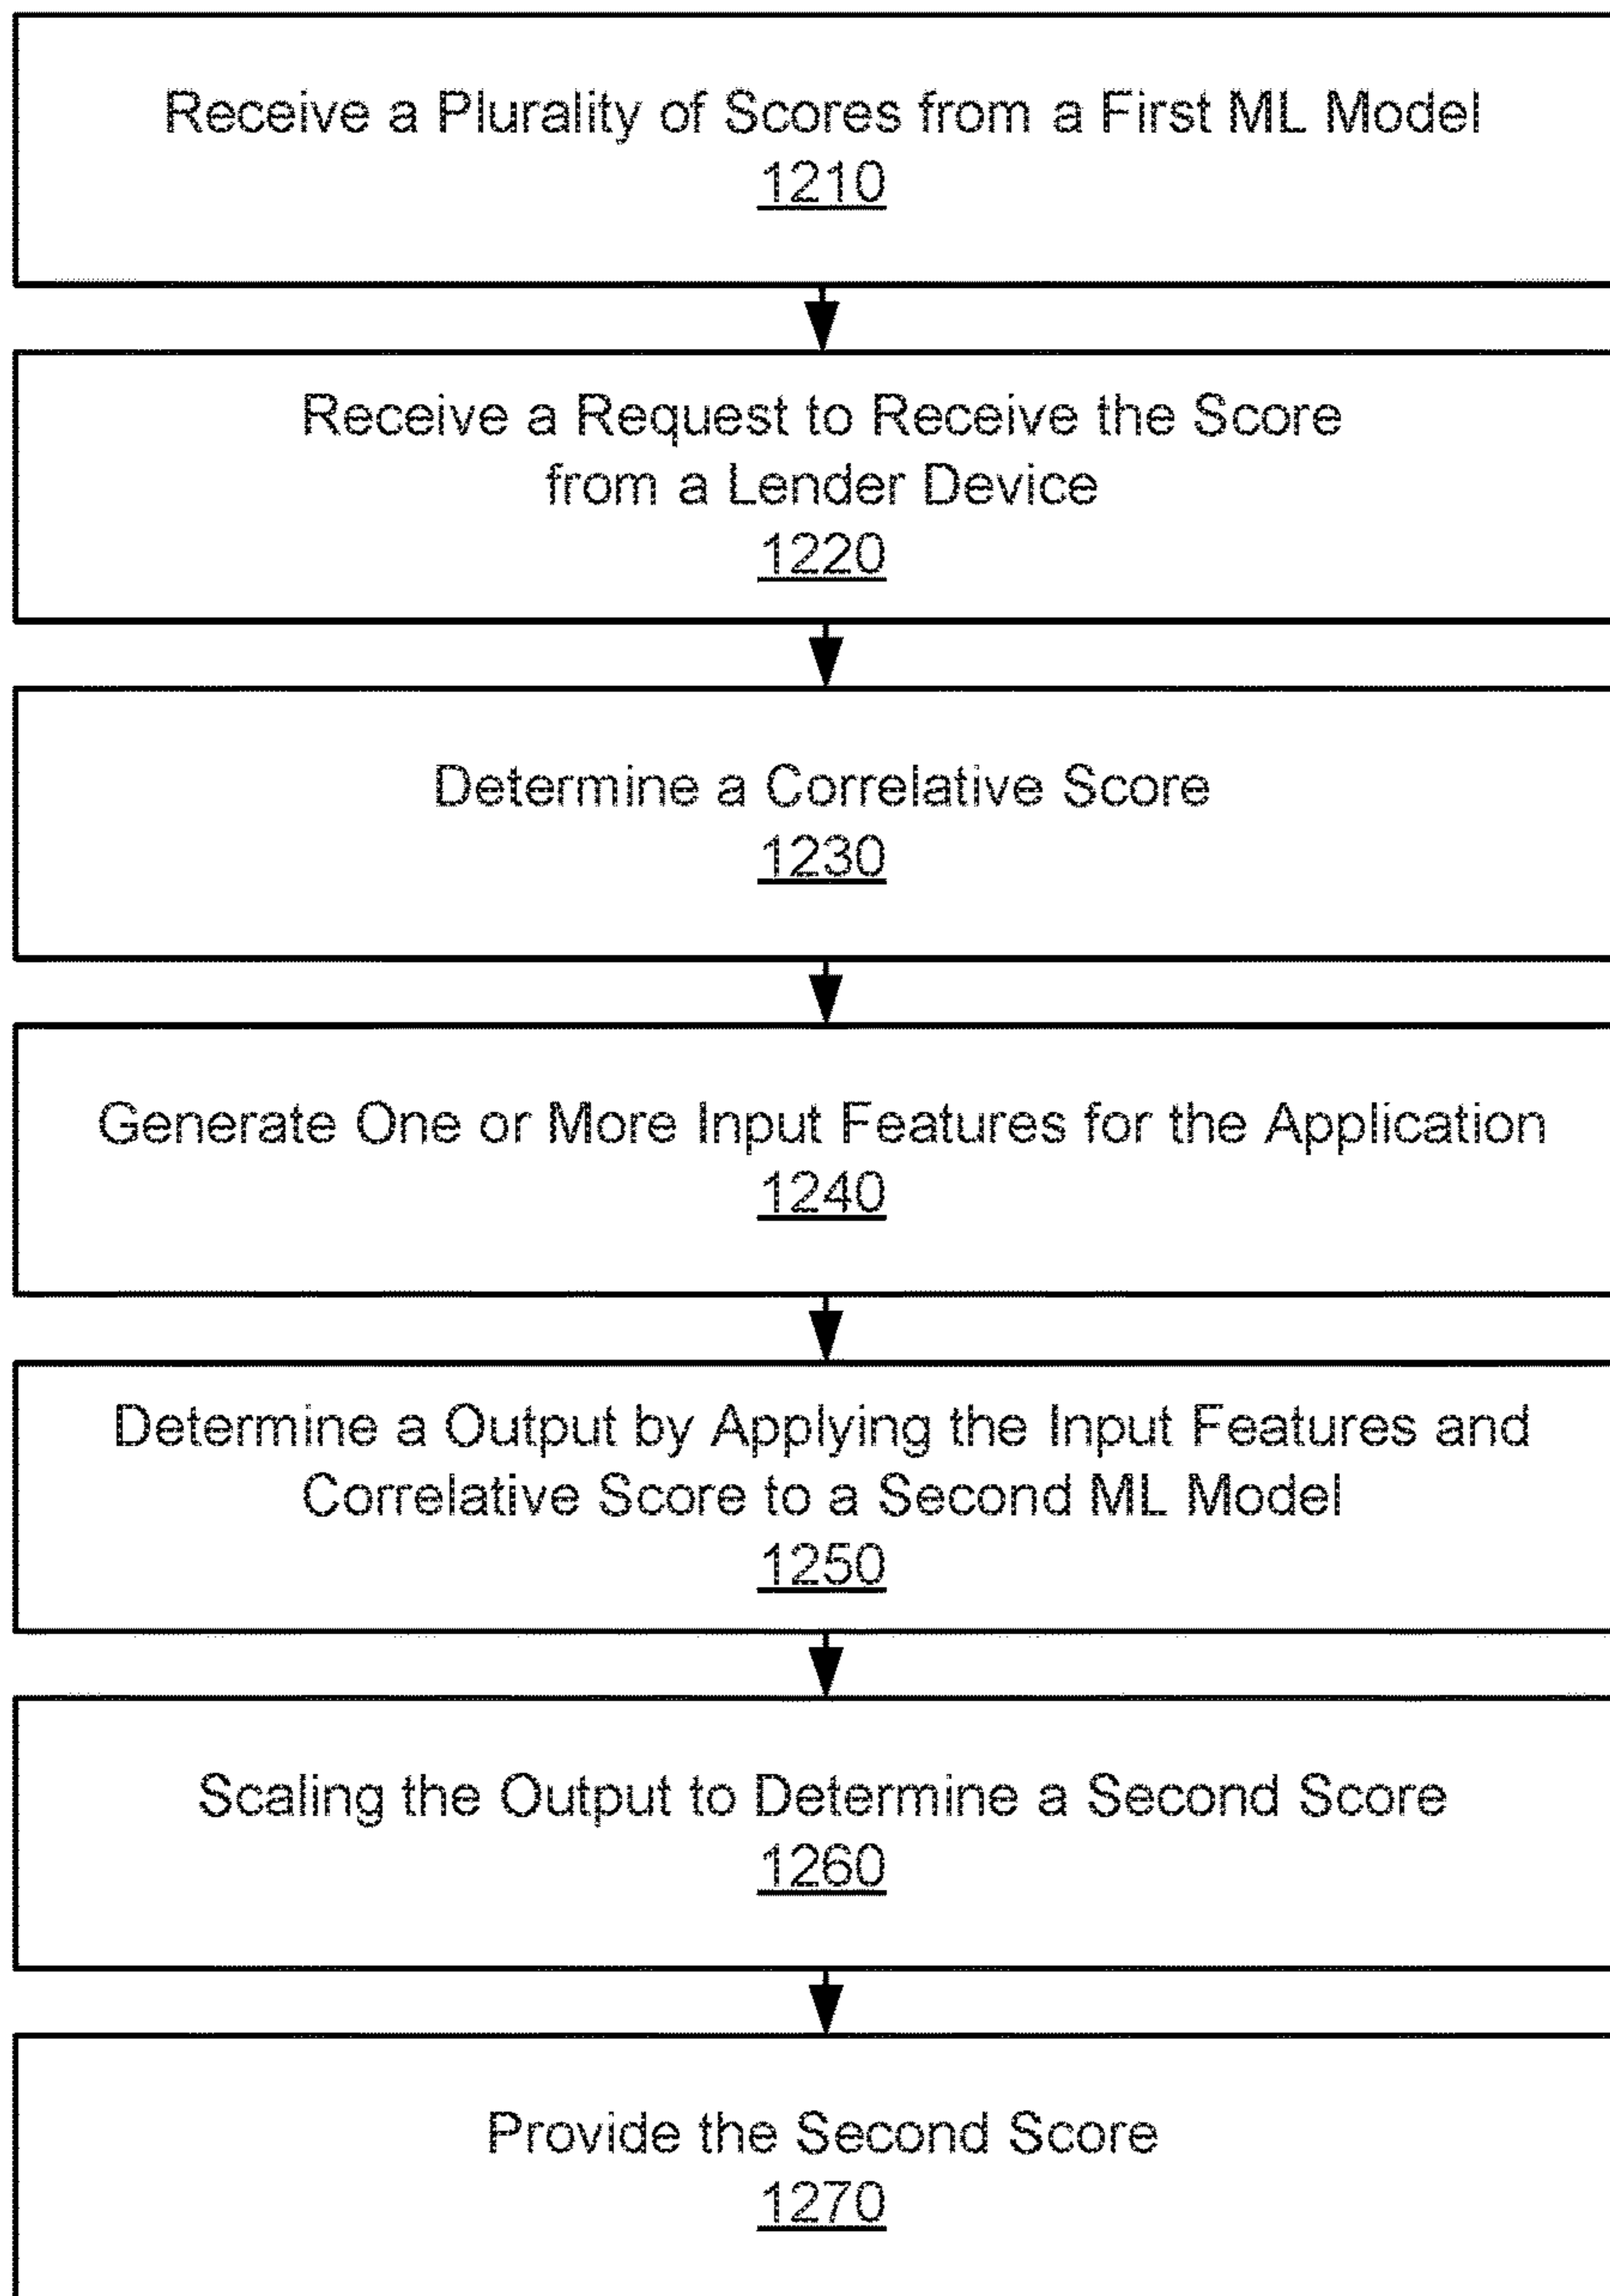 Receive a Plurality of Scores from a First ML Model
1210
Receive a Request to Receive the Score
from a Lender Device
1220
Determine a Correlative Score
1230
Generate One or More Input Features for the Application
1240
Determine a Output by Applying the Input Features and
Correlative Score to a Second ML Model
1250
Scaling the Output to Determine a Second Score
1260
Provide the Second Score
1270